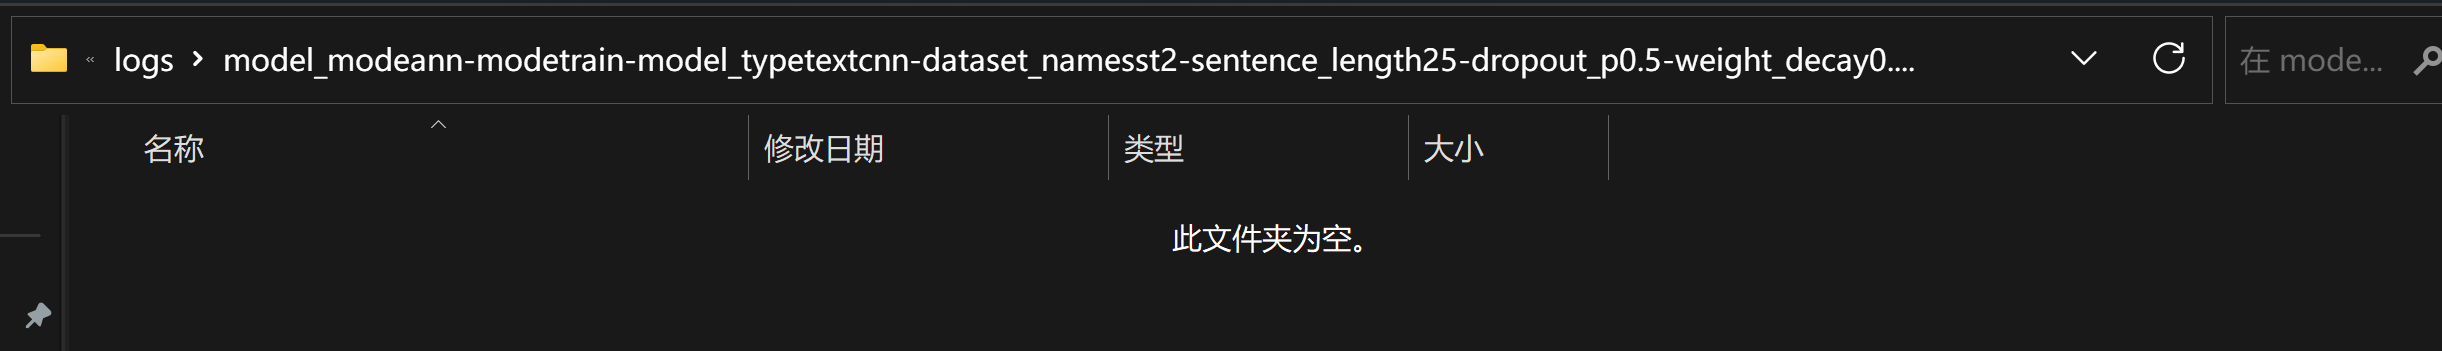 « logs › model_modeann-modetrain-model_typetextcnn-dataset_namesst2-sentence_length25-dropout_p0.5-weight_decay0....
在 mode...
名称 修改日期 类型 大小
此文件夹为空。